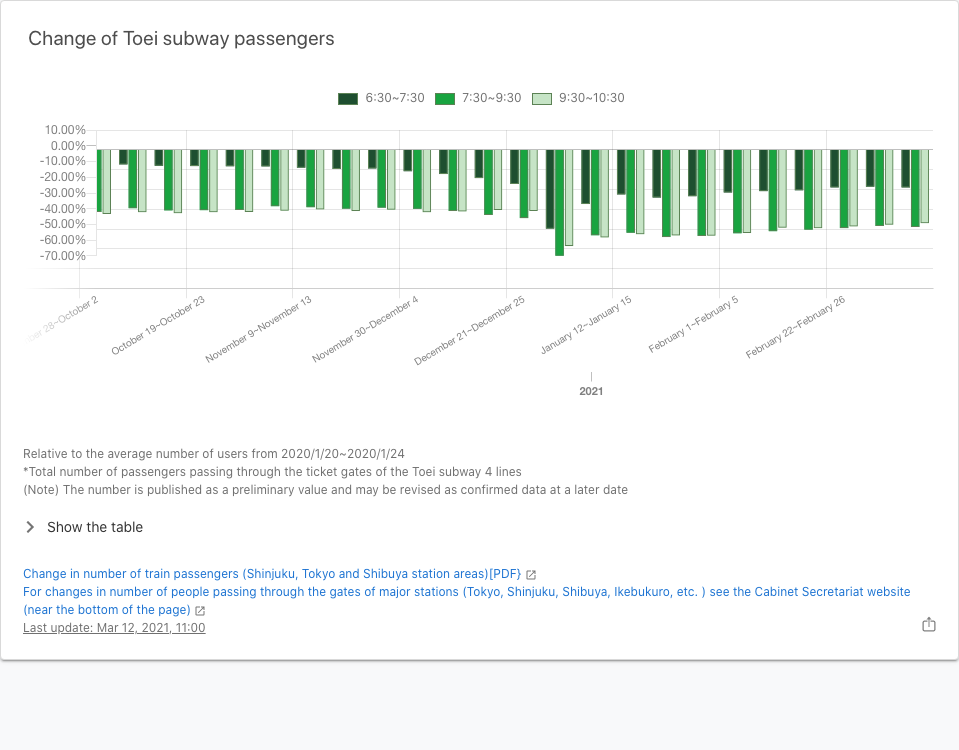 Change of Toei subway passengers
6:30~7:30 7:30~9:30 9:30~10:30
10.00%
0.00%
-10.00%
-20.00%
-30.00%
-40.00%
-50.00%
-60.00%
-70.00%
28~October 2
October 19~October 23
November 9~November 13
November 30~December 4
December 21~December 25
January 12~January 15
February 1~February 5
February 22~February 26
2021
Relative to the average number of users from 2020/1/20~2020/1/24
*Total number of passengers passing through the ticket gates of the Toei subway 4 lines
(Note) The number is published as a preliminary value and may be revised as confirmed data at a later date
Show the table
Change in number of train passengers (Shinjuku, Tokyo and Shibuya station areas)[PDF]
For changes in number of people passing through the gates of major stations (Tokyo, Shinjuku, Shibuya, Ikebukuro, etc. ) see the Cabinet Secretariat website
(near the bottom of the page)
Last update: Mar 12, 2021, 11:00